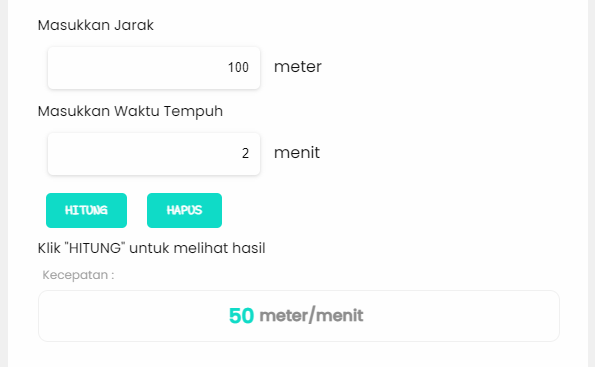 Masukkan Jarak
100 meter
Masukkan Waktu Tempuh
2 menit
HITUNG HAPUS
Klik "HITUNG" untuk melihat hasil
Kecepatan :
50 meter/menit